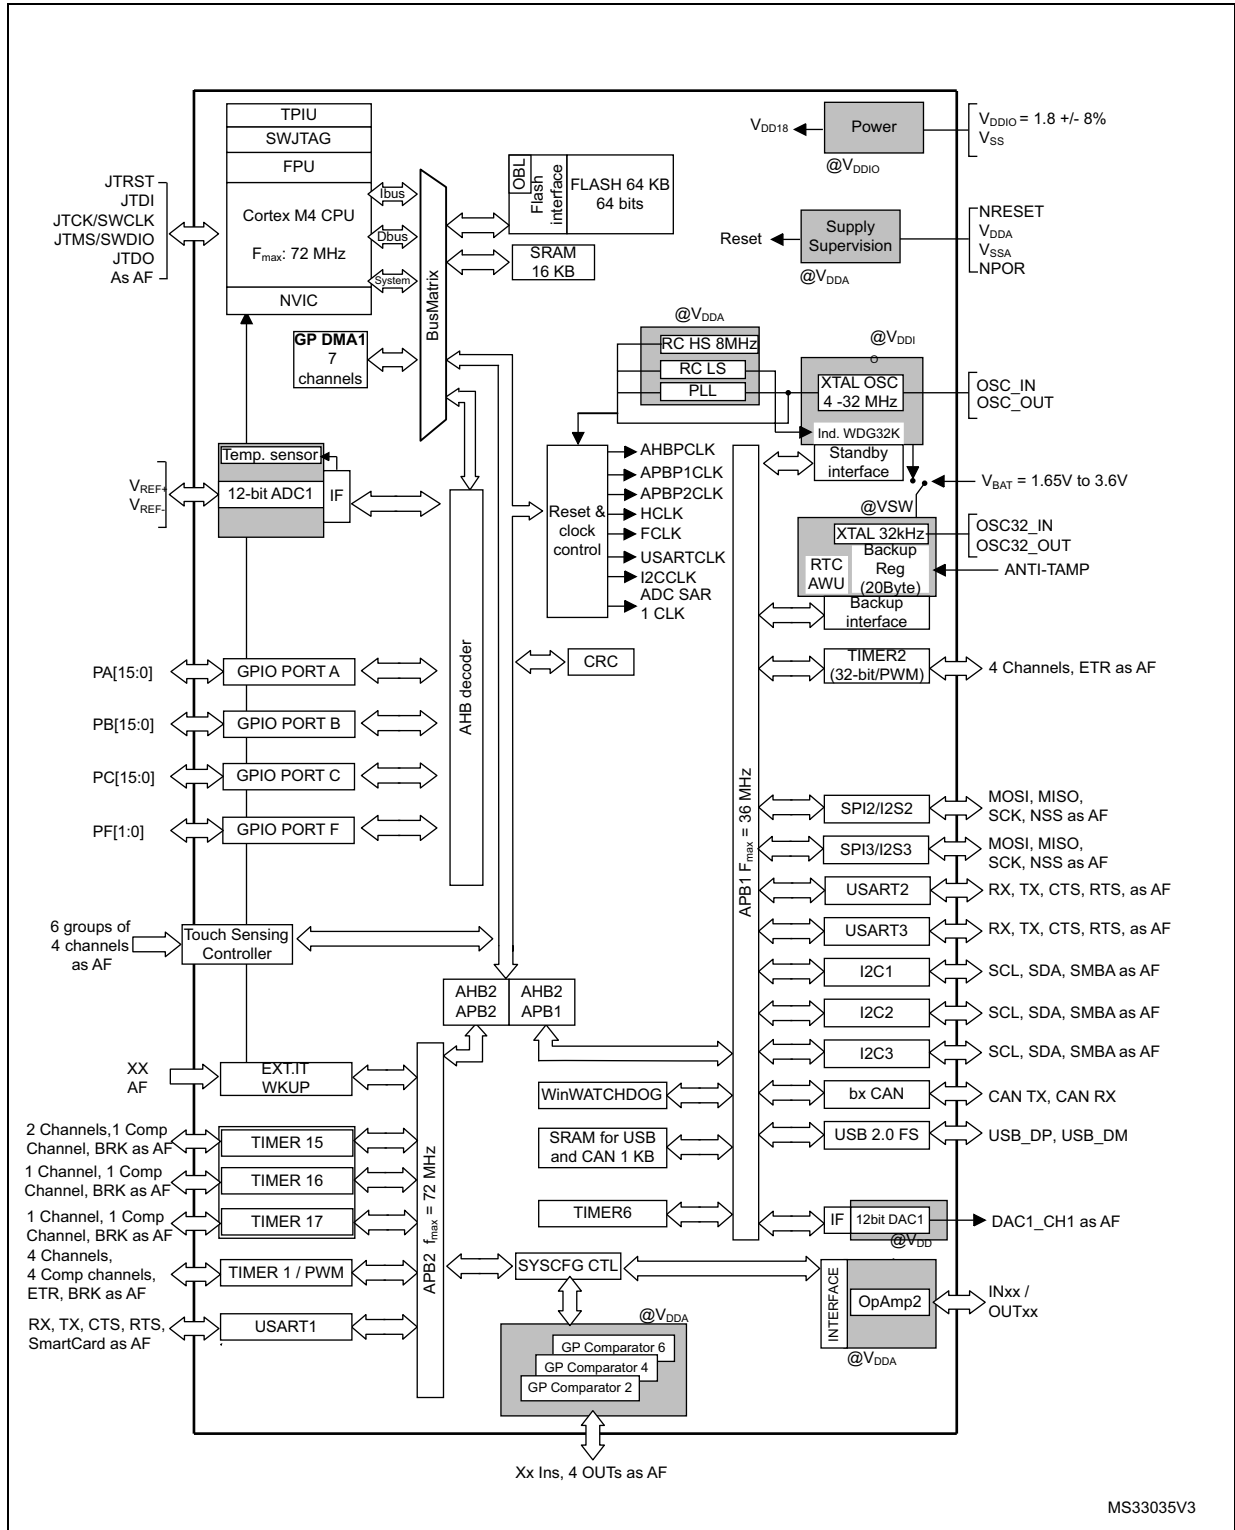 TPIU
SWJTAG
FPU
Cortex M4 CPU
Fmax: 72 MHz
NVIC
JTRST
JTDI
JTCK/SWCLK
JTMS/SWDIO
JTDO
As AF
Ibus
Dbus
System
BusMatrix
OBL
Flash
interface
FLASH 64 KB
64 bits
SRAM
16 KB
GP DMA1
7
channels
VDD18
Power
@VDDIO
VDDIO = 1.8 +/- 8%
VSS
Reset
Supply
Supervision
@VDDA
NRESET
VDDA
VSSA
NPOR
@VDDA
RC HS 8MHz
RC LS
PLL
@VDDI
O
XTAL OSC
4 -32 MHz
Ind. WDG32K
Standby
interface
OSC_IN
OSC_OUT
VBAT = 1.65V to 3.6V
@VSW
XTAL 32kHz
RTC
AWU
Backup
Reg
(20Byte)
Backup
interface
OSC32_IN
OSC32_OUT
ANTI-TAMP
Reset &
clock
control
AHBPCLK
APBP1CLK
APBP2CLK
HCLK
FCLK
USARTCLK
I2CCLK
ADC SAR
1 CLK
Temp. sensor
12-bit ADC1
IF
VREF+
VREF-
AHB decoder
CRC
PA[15:0]
GPIO PORT A
PB[15:0]
GPIO PORT B
PC[15:0]
GPIO PORT C
PF[1:0]
GPIO PORT F
6 groups of
4 channels
as AF
Touch Sensing
Controller
AHB2
APB2
AHB2
APB1
APB1 Fmax = 36 MHz
TIMER2
(32-bit/PWM)
4 Channels, ETR as AF
SPI2/I2S2
MOSI, MISO,
SCK, NSS as AF
SPI3/I2S3
MOSI, MISO,
SCK, NSS as AF
USART2
RX, TX, CTS, RTS, as AF
USART3
RX, TX, CTS, RTS, as AF
I2C1
SCL, SDA, SMBA as AF
I2C2
SCL, SDA, SMBA as AF
I2C3
SCL, SDA, SMBA as AF
bx CAN
CAN TX, CAN RX
USB 2.0 FS
USB_DP, USB_DM
IF
12bit DAC1
@VDD
DAC1_CH1 as AF
WinWATCHDOG
SRAM for USB
and CAN 1 KB
TIMER6
XX
AF
EXT.IT
WKUP
2 Channels,1 Comp
Channel, BRK as AF
TIMER 15
1 Channel, 1 Comp
Channel, BRK as AF
TIMER 16
1 Channel, 1 Comp
Channel, BRK as AF
TIMER 17
4 Channels,
4 Comp channels,
ETR, BRK as AF
TIMER 1 / PWM
RX, TX, CTS, RTS,
SmartCard as AF
USART1
APB2 fmax = 72 MHz
SYSCFG CTL
INTERFACE
OpAmp2
@VDDA
INxx /
OUTxx
@VDDA
GP Comparator 6
GP Comparator 4
GP Comparator 2
Xx Ins, 4 OUTs as AF
MS33035V3